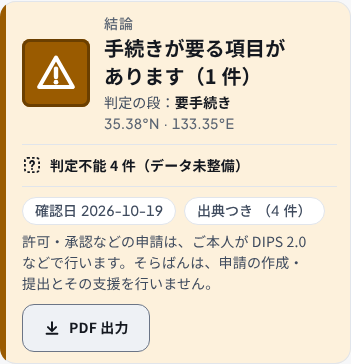 結論
手続きが要る項目が
あります（1 件）
判定の段：要手続き
35.38°N · 133.35°E
判定不能 4 件（データ未整備）
確認日 2026-10-19
出典つき （4 件）
許可・承認などの申請は、ご本人が DIPS 2.0
などで行います。そらばんは、申請の作成・
提出とその支援を行いません。
PDF 出力